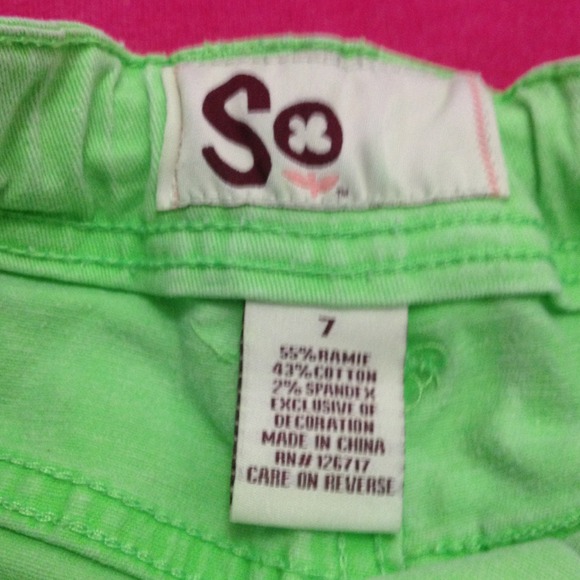 So
™
7
55% RAMIE
43% COTTON
2% SPANDEX
EXCLUSIVE OF
DECORATION
MADE IN CHINA
RN# 126717
CARE ON REVERSE